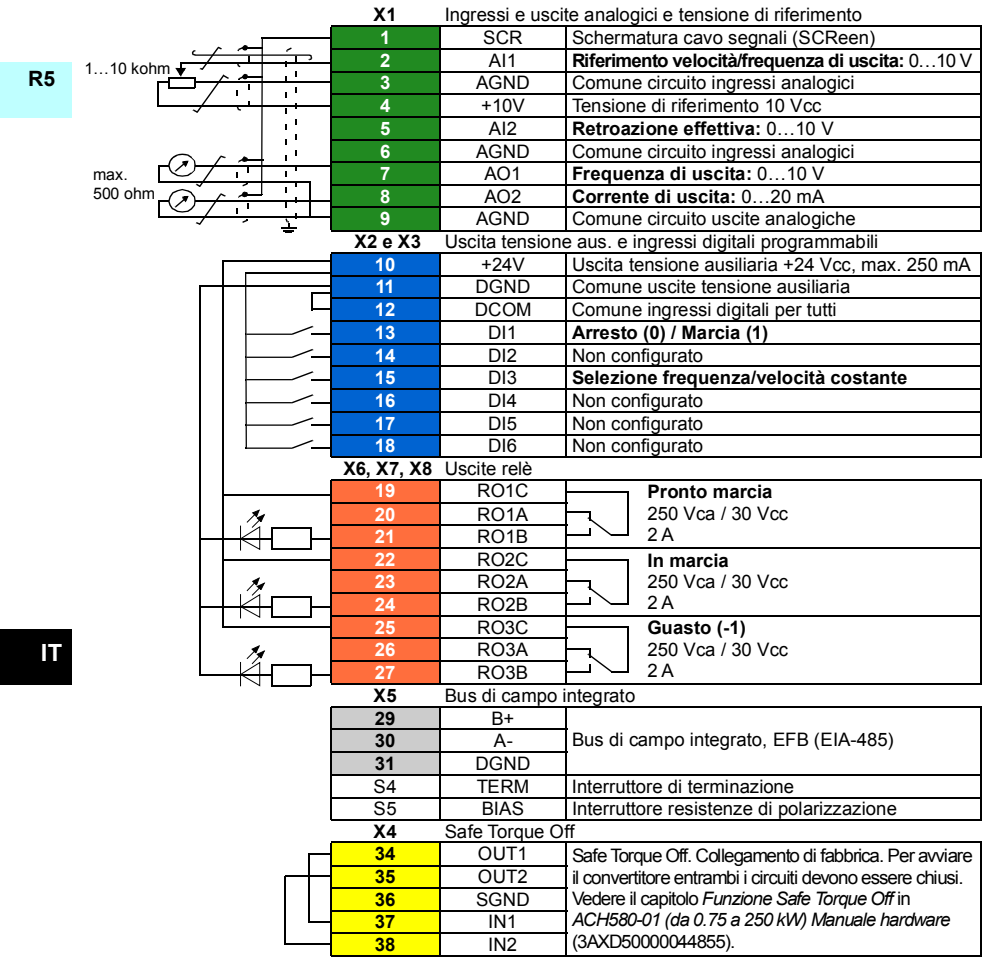 X1 Ingressi e uscite analogici e tensione di riferimento
1 SCR Schermatura cavo segnali (SCReen)
R5
1…10 kohm
2 AI1 Riferimento velocità/frequenza di uscita: 0…10 V
3 AGND Comune circuito ingressi analogici
4 +10V Tensione di riferimento 10 Vcc
5 AI2 Retroazione effettiva: 0…10 V
6 AGND Comune circuito ingressi analogici
max.
500 ohm
7 AO1 Frequenza di uscita: 0…10 V
8 AO2 Corrente di uscita: 0…20 mA
9 AGND Comune circuito uscite analogiche
X2 e X3 Uscita tensione aus. e ingressi digitali programmabili
10 +24V Uscita tensione ausiliaria +24 Vcc, max. 250 mA
11 DGND Comune uscite tensione ausiliaria
12 DCOM Comune ingressi digitali per tutti
13 DI1 Arresto (0) / Marcia (1)
14 DI2 Non configurato
15 DI3 Selezione frequenza/velocità costante
16 DI4 Non configurato
17 DI5 Non configurato
18 DI6 Non configurato
X6, X7, X8 Uscite relè
19 RO1C Pronto marcia
20 RO1A 250 Vca / 30 Vcc
21 RO1B 2 A
22 RO2C In marcia
23 RO2A 250 Vca / 30 Vcc
24 RO2B 2 A
25 RO3C Guasto (-1)
IT
26 RO3A 250 Vca / 30 Vcc
27 RO3B 2 A
X5 Bus di campo integrato
29 B+
30 A- Bus di campo integrato, EFB (EIA-485)
31 DGND
S4 TERM Interruttore di terminazione
S5 BIAS Interruttore resistenze di polarizzazione
X4 Safe Torque Off
34 OUT1 Safe Torque Off. Collegamento di fabbrica. Per avviare
35 OUT2 il convertitore entrambi i circuiti devono essere chiusi.
36 SGND Vedere il capitolo Funzione Safe Torque Off in
37 IN1 ACH580-01 (da 0.75 a 250 kW) Manuale hardware
38 IN2 (3AXD50000044855).